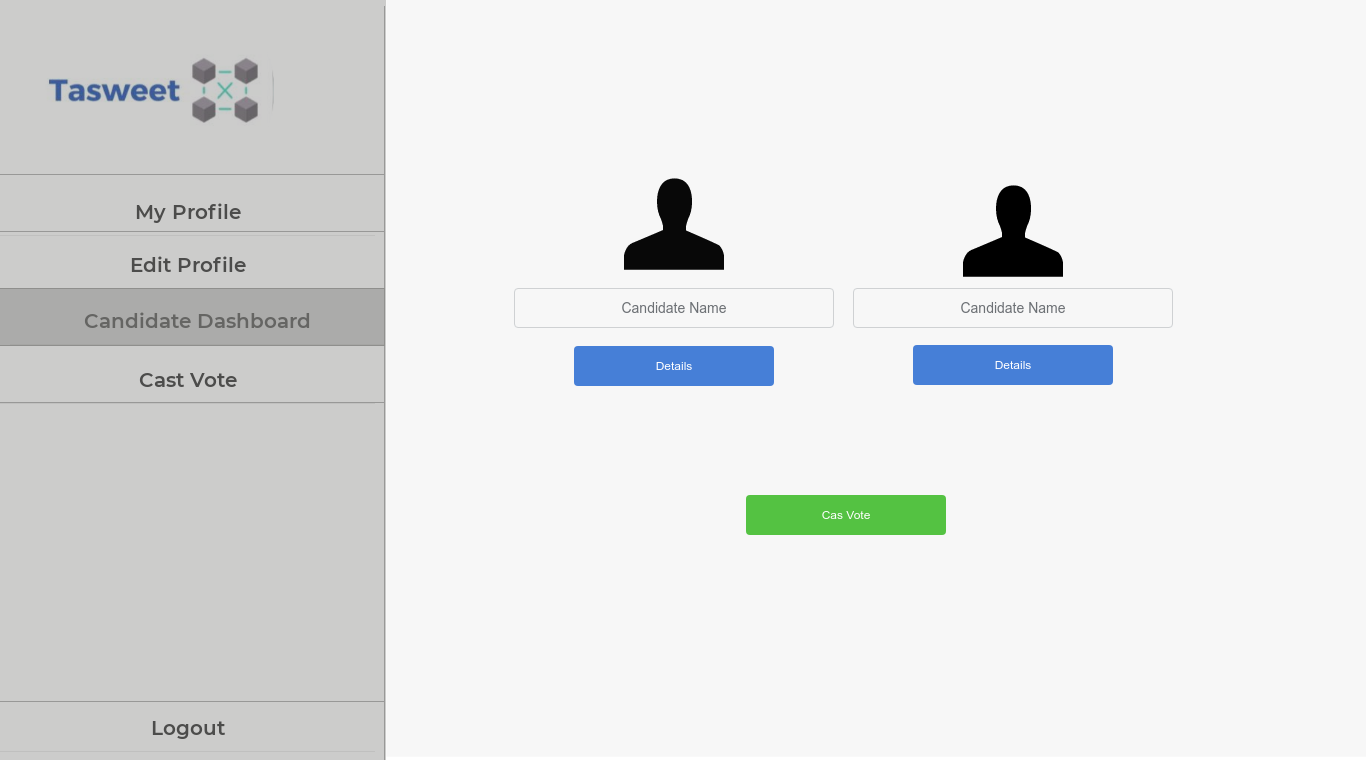 Tasweet
My Profile
Edit Profile
Candidate Dashboard
Cast Vote
Logout
Candidate Name
Details
Candidate Name
Details
Cas Vote